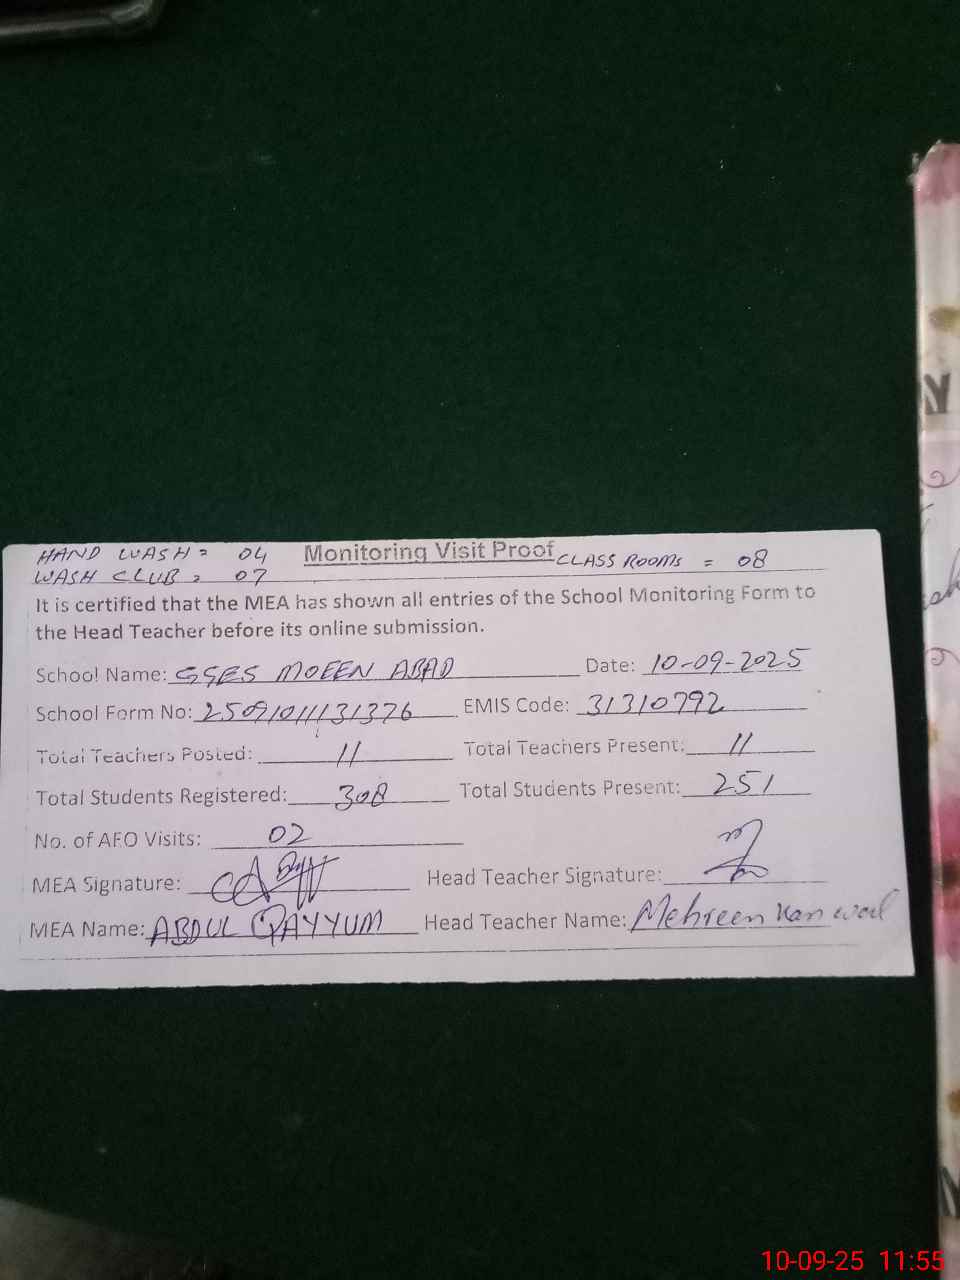 HAND WASH = 04 Monitoring Visit Proof CLASS ROOMS = 08
WASH CLUB = 07
It is certified that the MEA has shown all entries of the School Monitoring Form to
the Head Teacher before its online submission.
School Name: GGES MOEEN ABAD Date: 10-09-2025
School Form No: 2509101131376 EMIS Code: 31310792
Total Teachers Posted: 11 Total Teachers Present: 11
Total Students Registered: 308 Total Students Present: 251
No. of AEO Visits: 02
MEA Signature: Head Teacher Signature:
MEA Name: ABDUL QAYYUM Head Teacher Name: Mehreen Kanwal
10-09-25 11:55